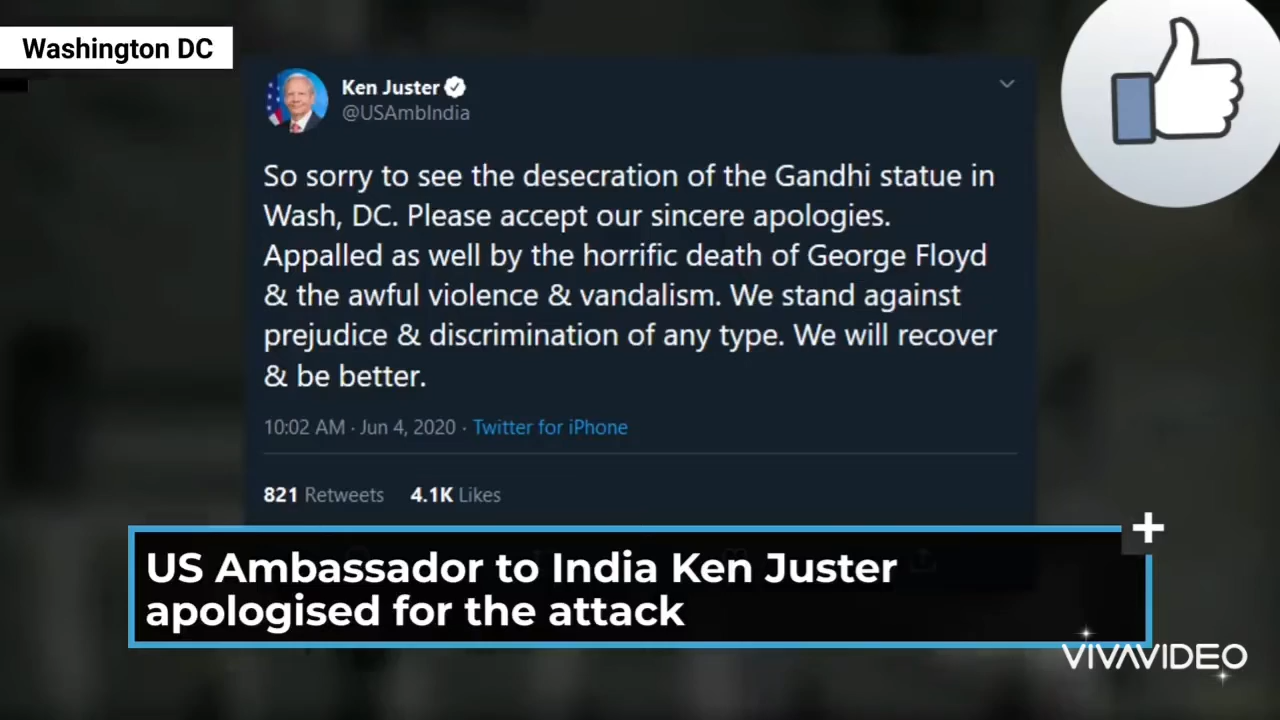 Washington DC
Ken Juster
@USAmbIndia
So sorry to see the desecration of the Gandhi statue in
Wash, DC. Please accept our sincere apologies.
Appalled as well by the horrific death of George Floyd
& the awful violence & vandalism. We stand against
prejudice & discrimination of any type. We will recover
& be better.
10:02 AM · Jun 4, 2020 · Twitter for iPhone
821 Retweets 4.1K Likes
US Ambassador to India Ken Juster
apologised for the attack
VIVAVIDEO